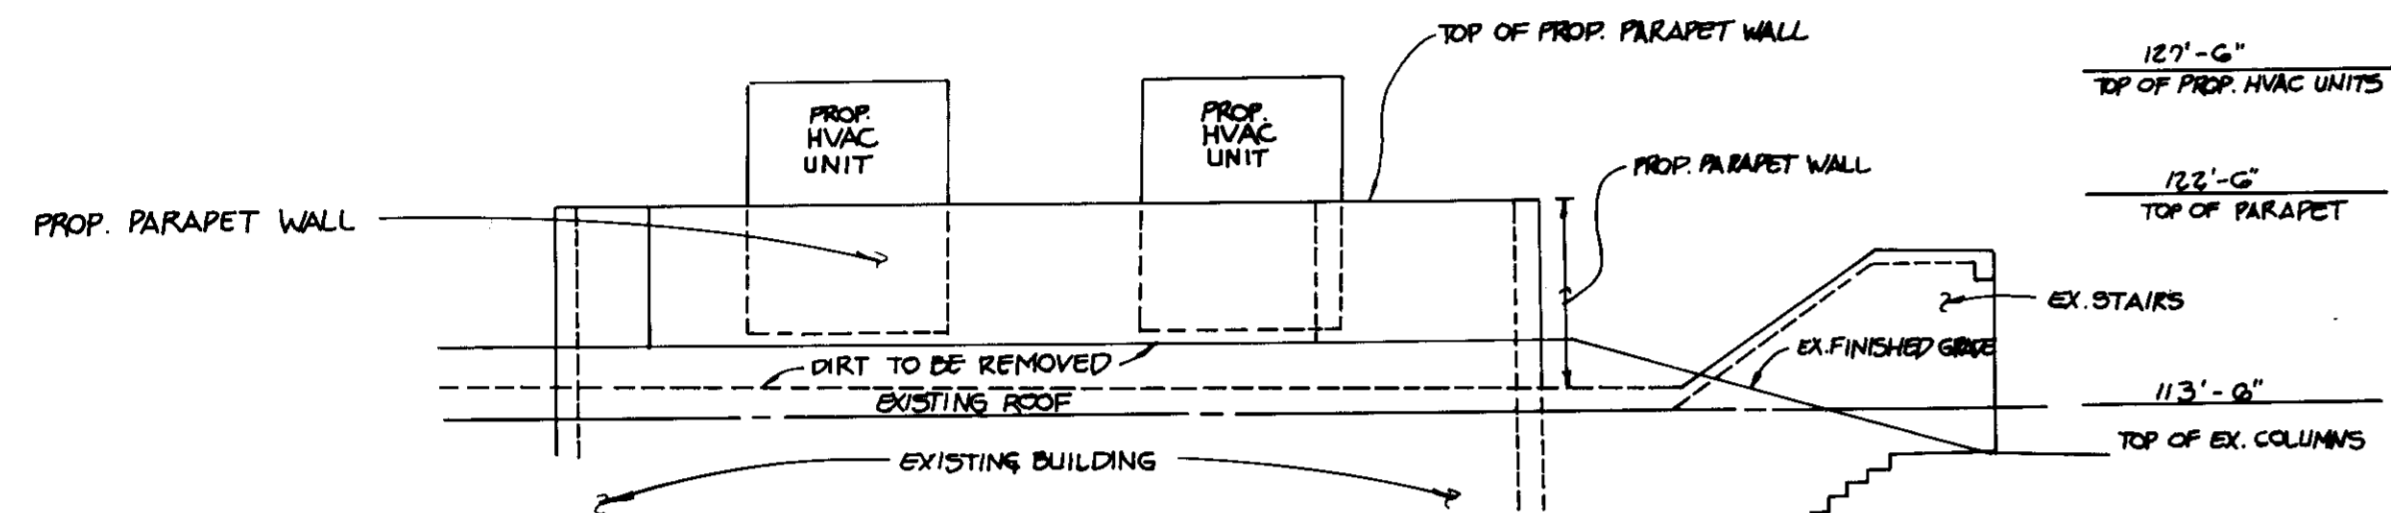 TOP OF PROP. PARAPET WALL
127'-6"
TOP OF PROP. HVAC UNITS
PROP.
HVAC
UNIT
PROP.
HVAC
UNIT
PROP. PARAPET WALL
122'-6"
TOP OF PARAPET
PROP. PARAPET WALL
EX. STAIRS
EX. FINISHED GRADE
DIRT TO BE REMOVED
EXISTING ROOF
113'-6"
TOP OF EX. COLUMNS
EXISTING BUILDING